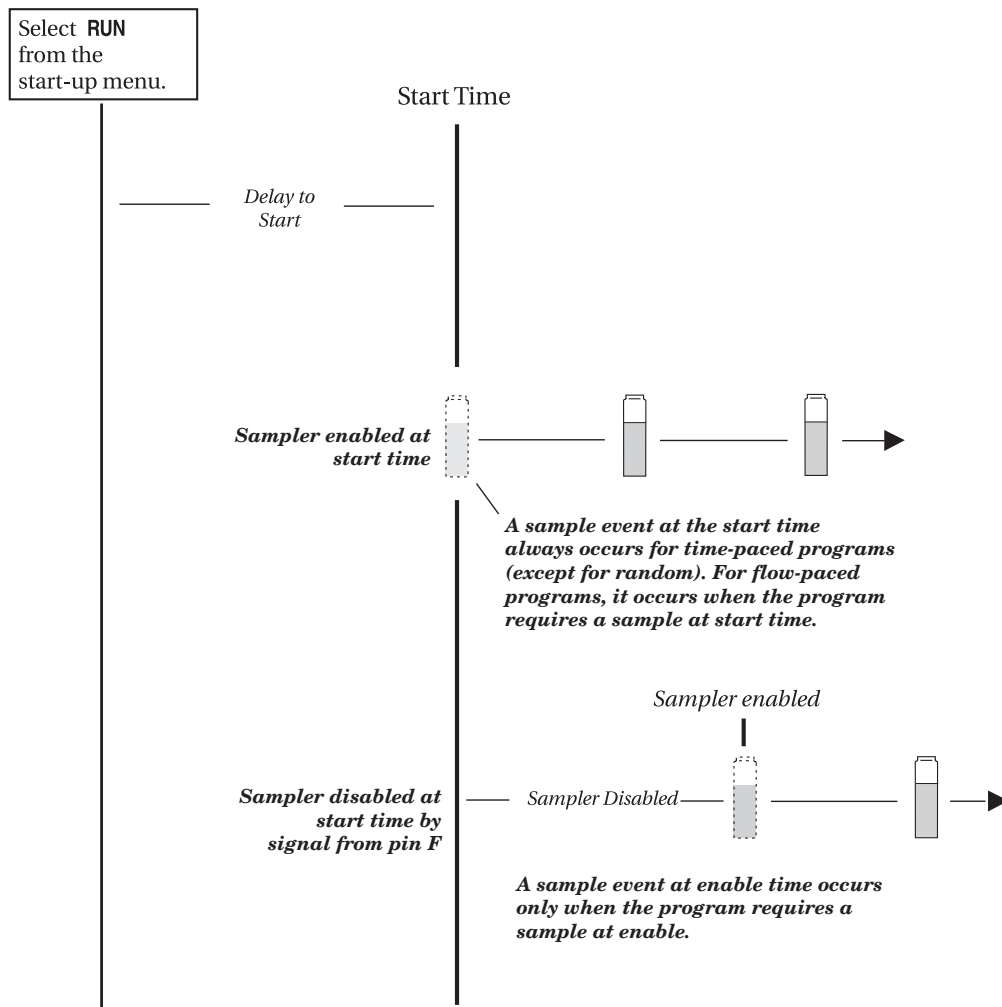 Select RUN
from the
start-up menu.
Start Time
Delay to
Start
Sampler enabled at
start time
A sample event at the start time
always occurs for time-paced programs
(except for random). For flow-paced
programs, it occurs when the program
requires a sample at start time.
Sampler enabled
Sampler disabled at
start time by
signal from pin F
Sampler Disabled
A sample event at enable time occurs
only when the program requires a
sample at enable.